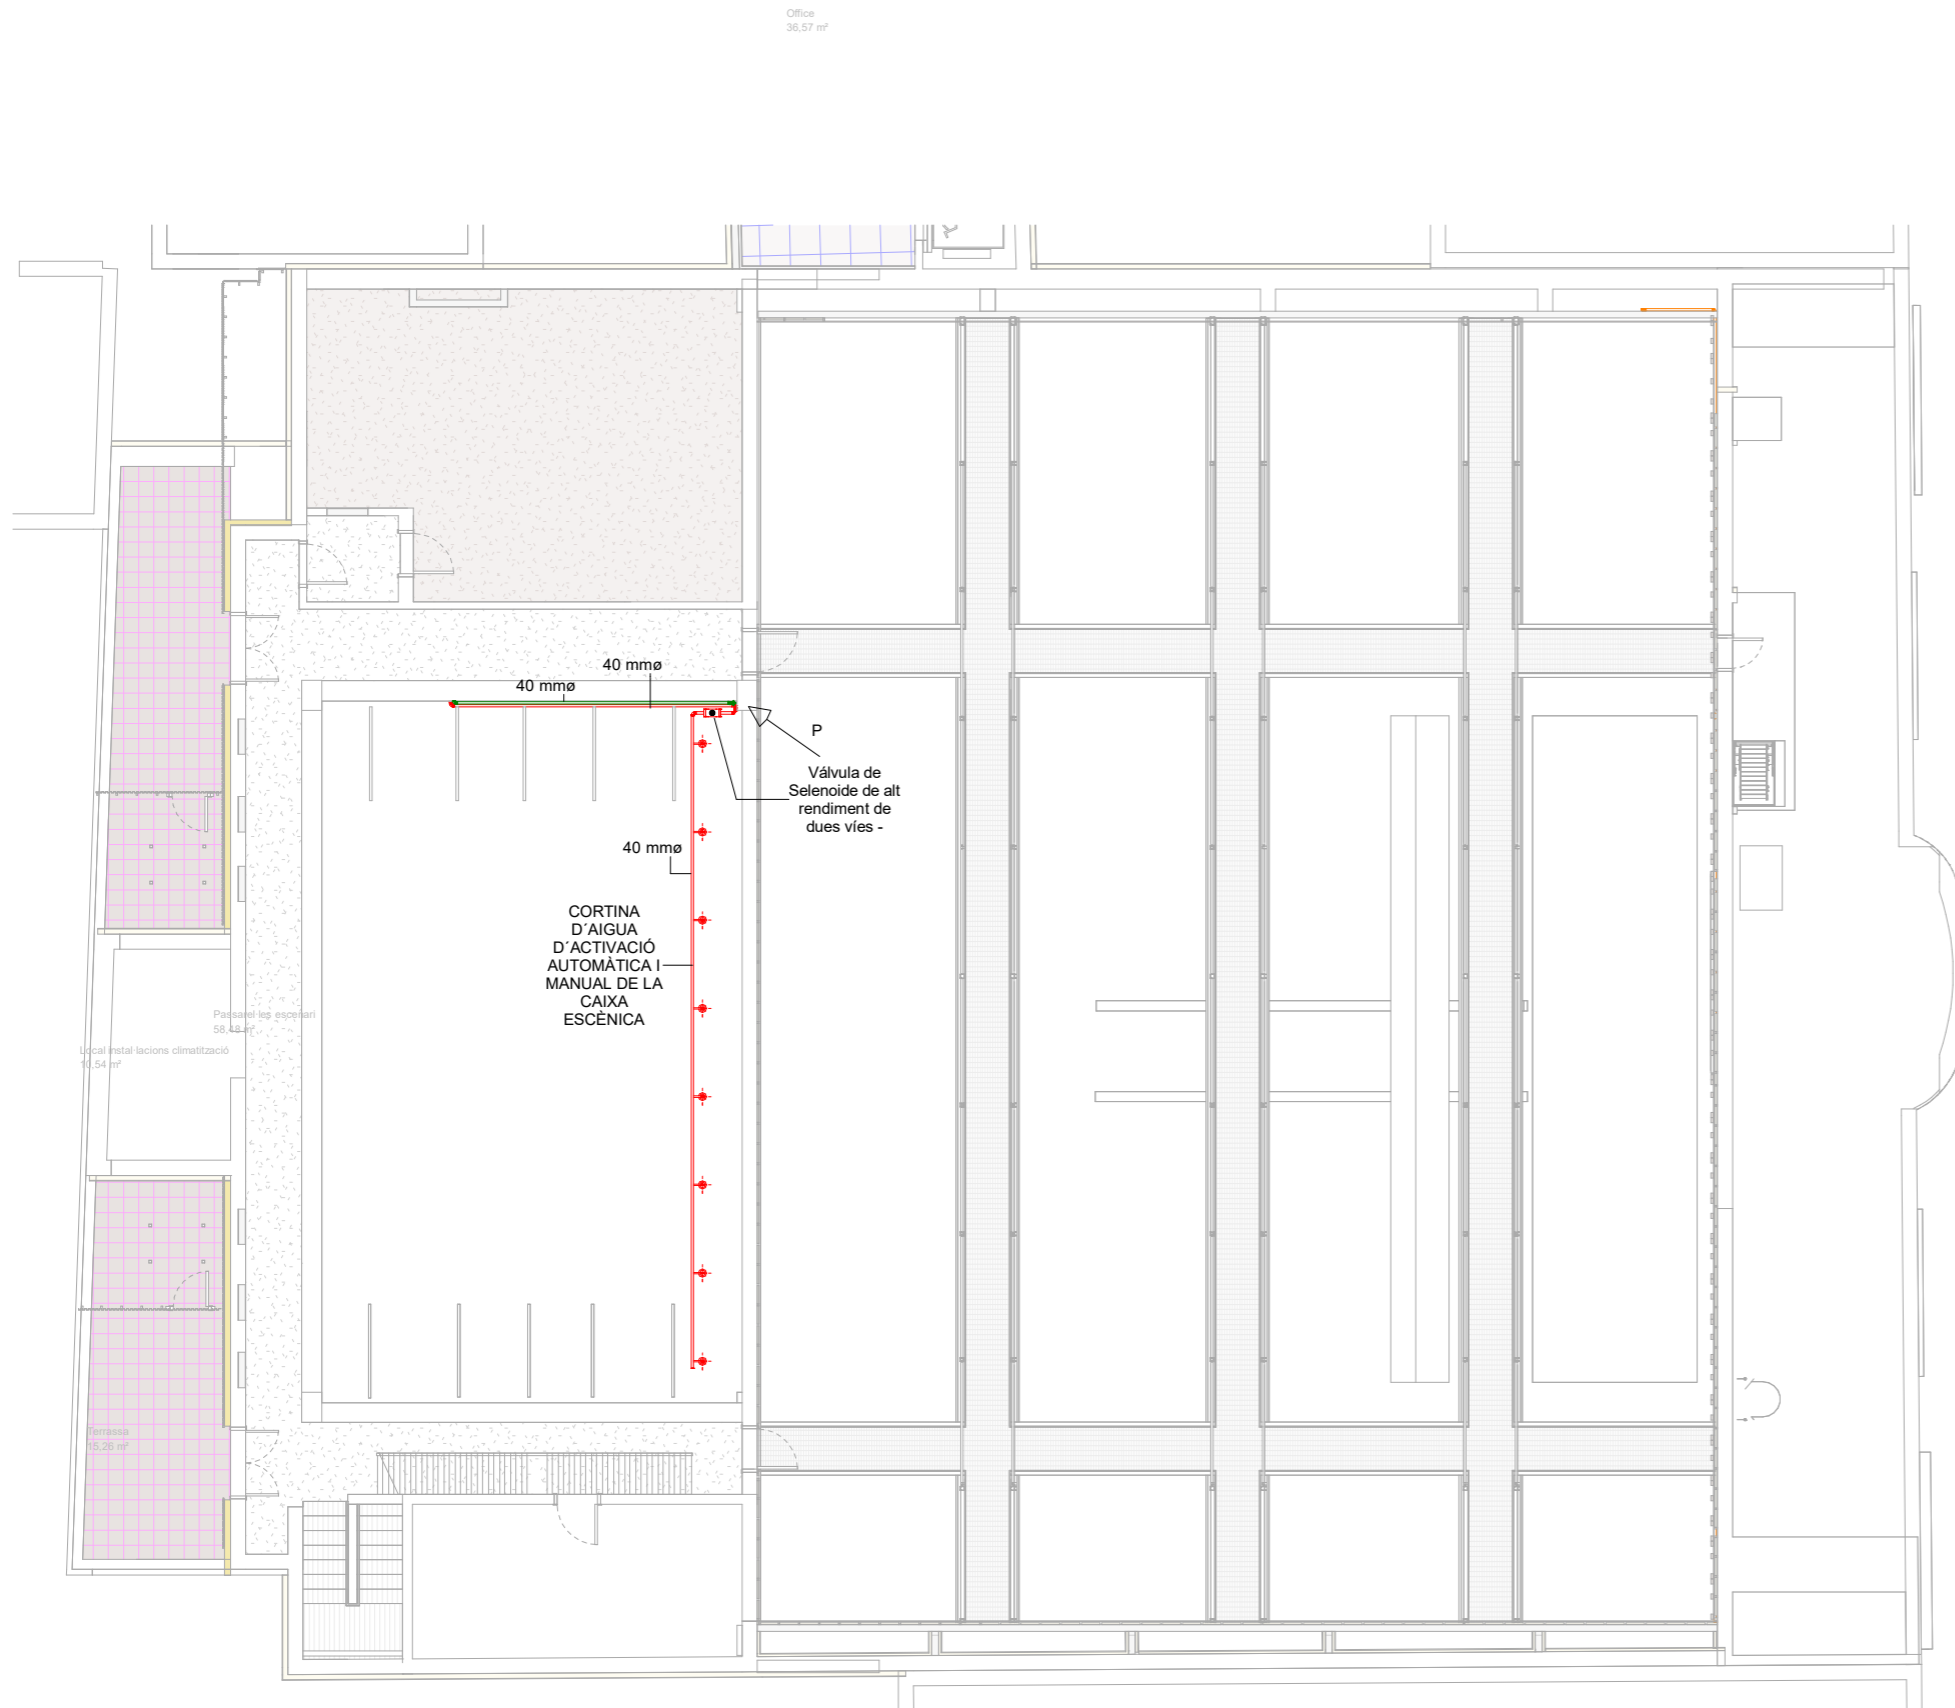 Office
36,57 m²
40 mmø
40 mmø
P
Válvula de
Selenoide de alt
rendiment de
dues víes -
40 mmø
CORTINA
D´AIGUA
D´ACTIVACIÓ
AUTOMÀTICA I
MANUAL DE LA
CAIXA
ESCÈNICA
Passarel·les escenari
58,48 m²
Local instal·lacions climatització
10,54 m²
Terrassa
15,26 m²